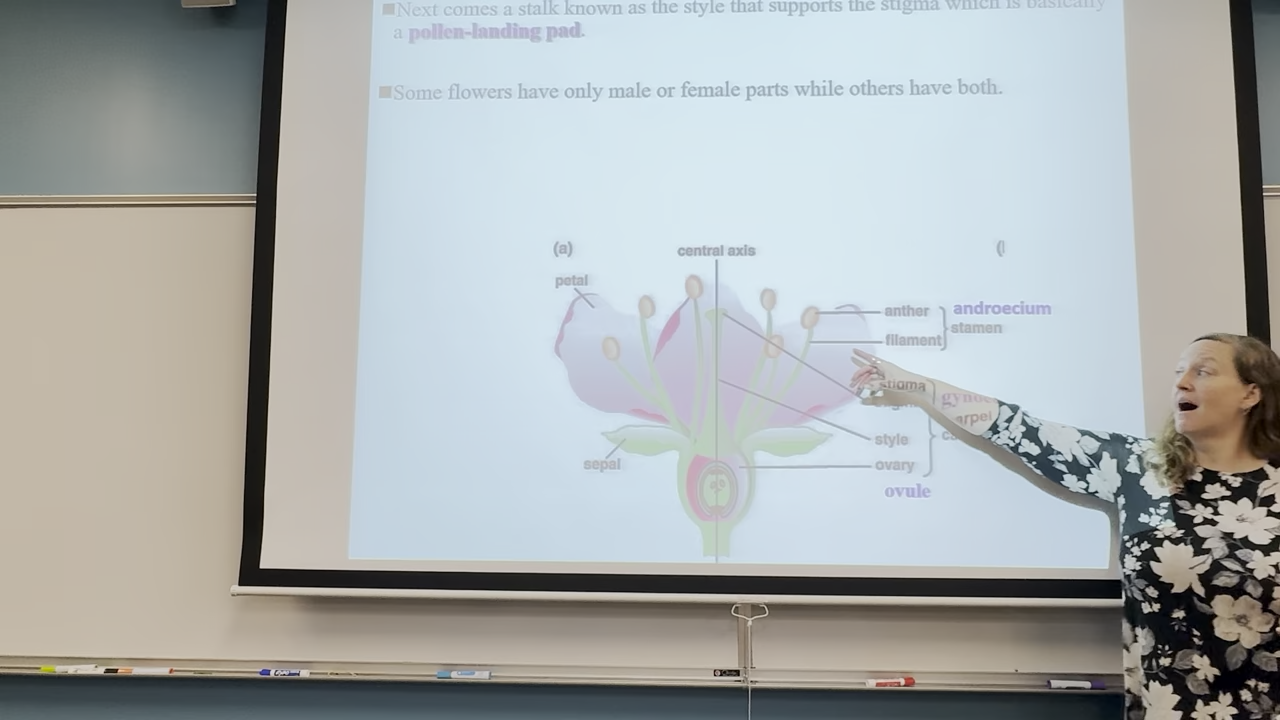 Next comes a stalk known as the style that supports the stigma which is basically
a pollen-landing pad.
Some flowers have only male or female parts while others have both.
(a)
central axis
petal
anther
androecium
stamen
filament
stigma
style
sepal
ovary
ovule